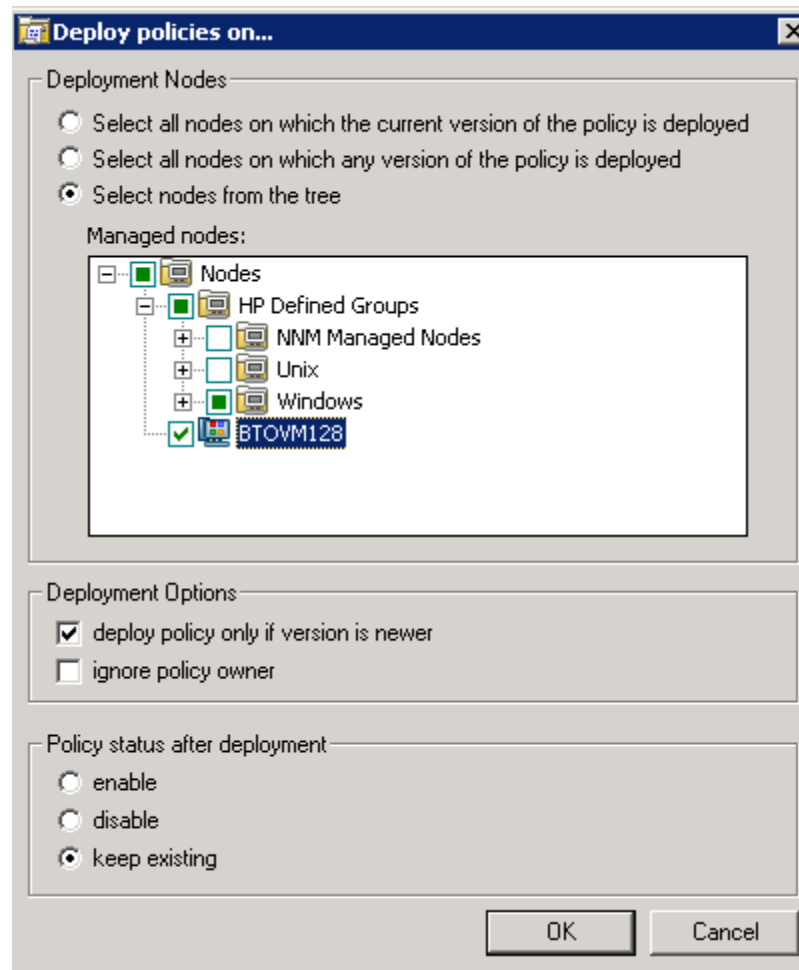 Deploy policies on...
Deployment Nodes
Select all nodes on which the current version of the policy is deployed
Select all nodes on which any version of the policy is deployed
Select nodes from the tree
Managed nodes:
Nodes
HP Defined Groups
NNM Managed Nodes
Unix
Windows
BTOVM128
Deployment Options
deploy policy only if version is newer
ignore policy owner
Policy status after deployment
enable
disable
keep existing
OK Cancel